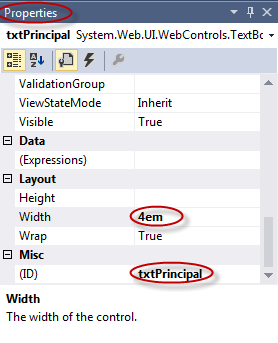 Properties
txtPrincipal System.Web.UI.WebControls.TextBo
ValidationGroup
ViewStateMode Inherit
Visible True
Data
(Expressions)
Layout
Height
Width 4em
Wrap True
Misc
(ID) txtPrincipal
Width
The width of the control.